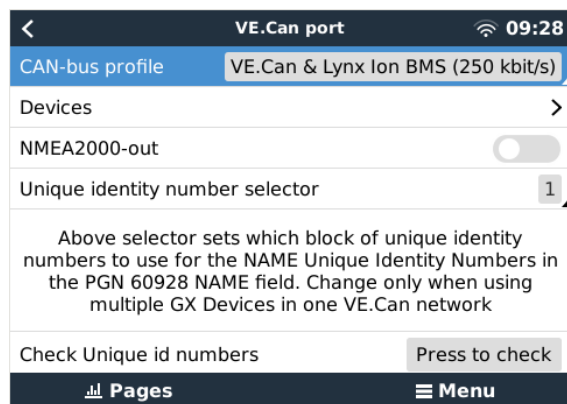 VE.Can port 09:28
CAN-bus profile VE.Can & Lynx Ion BMS (250 kbit/s)
Devices
NMEA2000-out
Unique identity number selector 1
Above selector sets which block of unique identity
numbers to use for the NAME Unique Identity Numbers in
the PGN 60928 NAME field. Change only when using
multiple GX Devices in one VE.Can network
Check Unique id numbers Press to check
Pages Menu